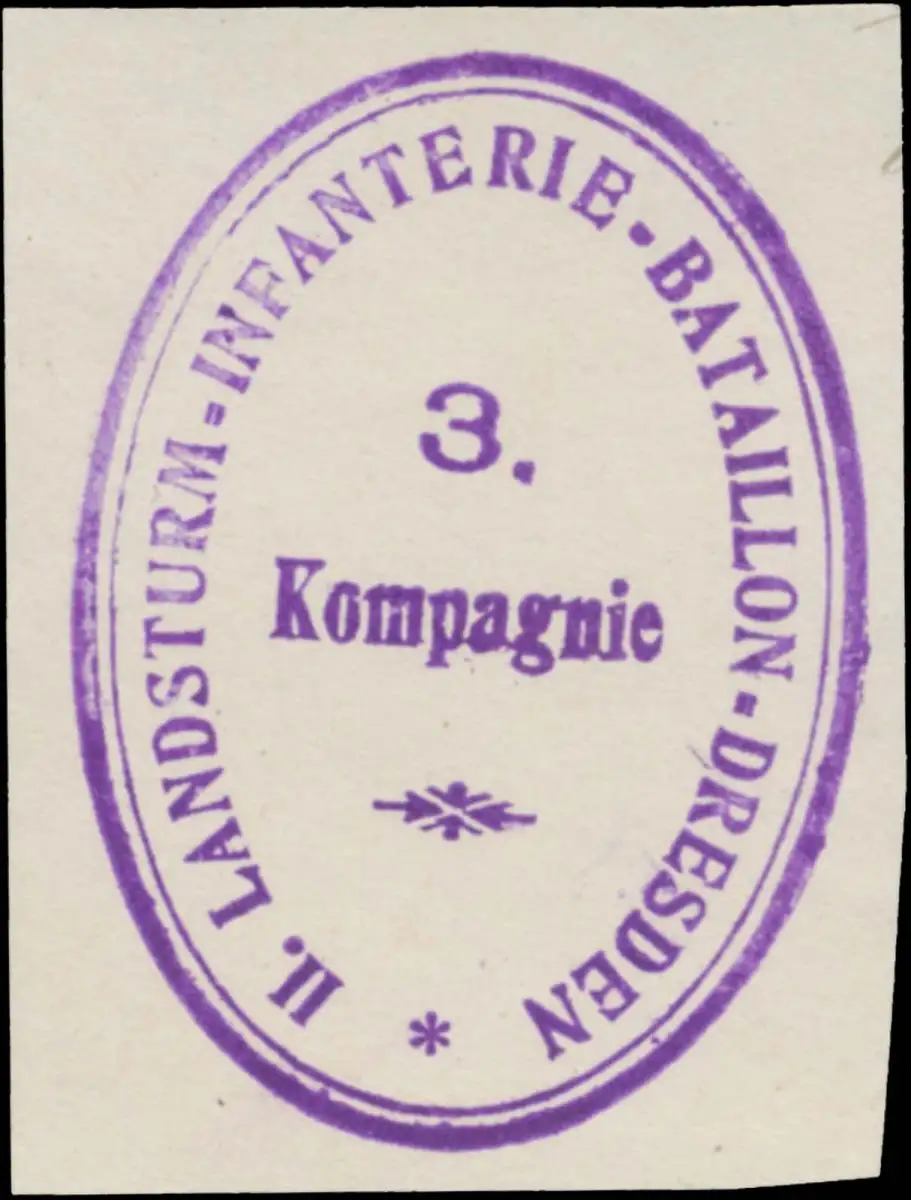 II. LANDSTURM-INFANTERIE-BATAILLON-DRESDEN *
3.
Kompagnie